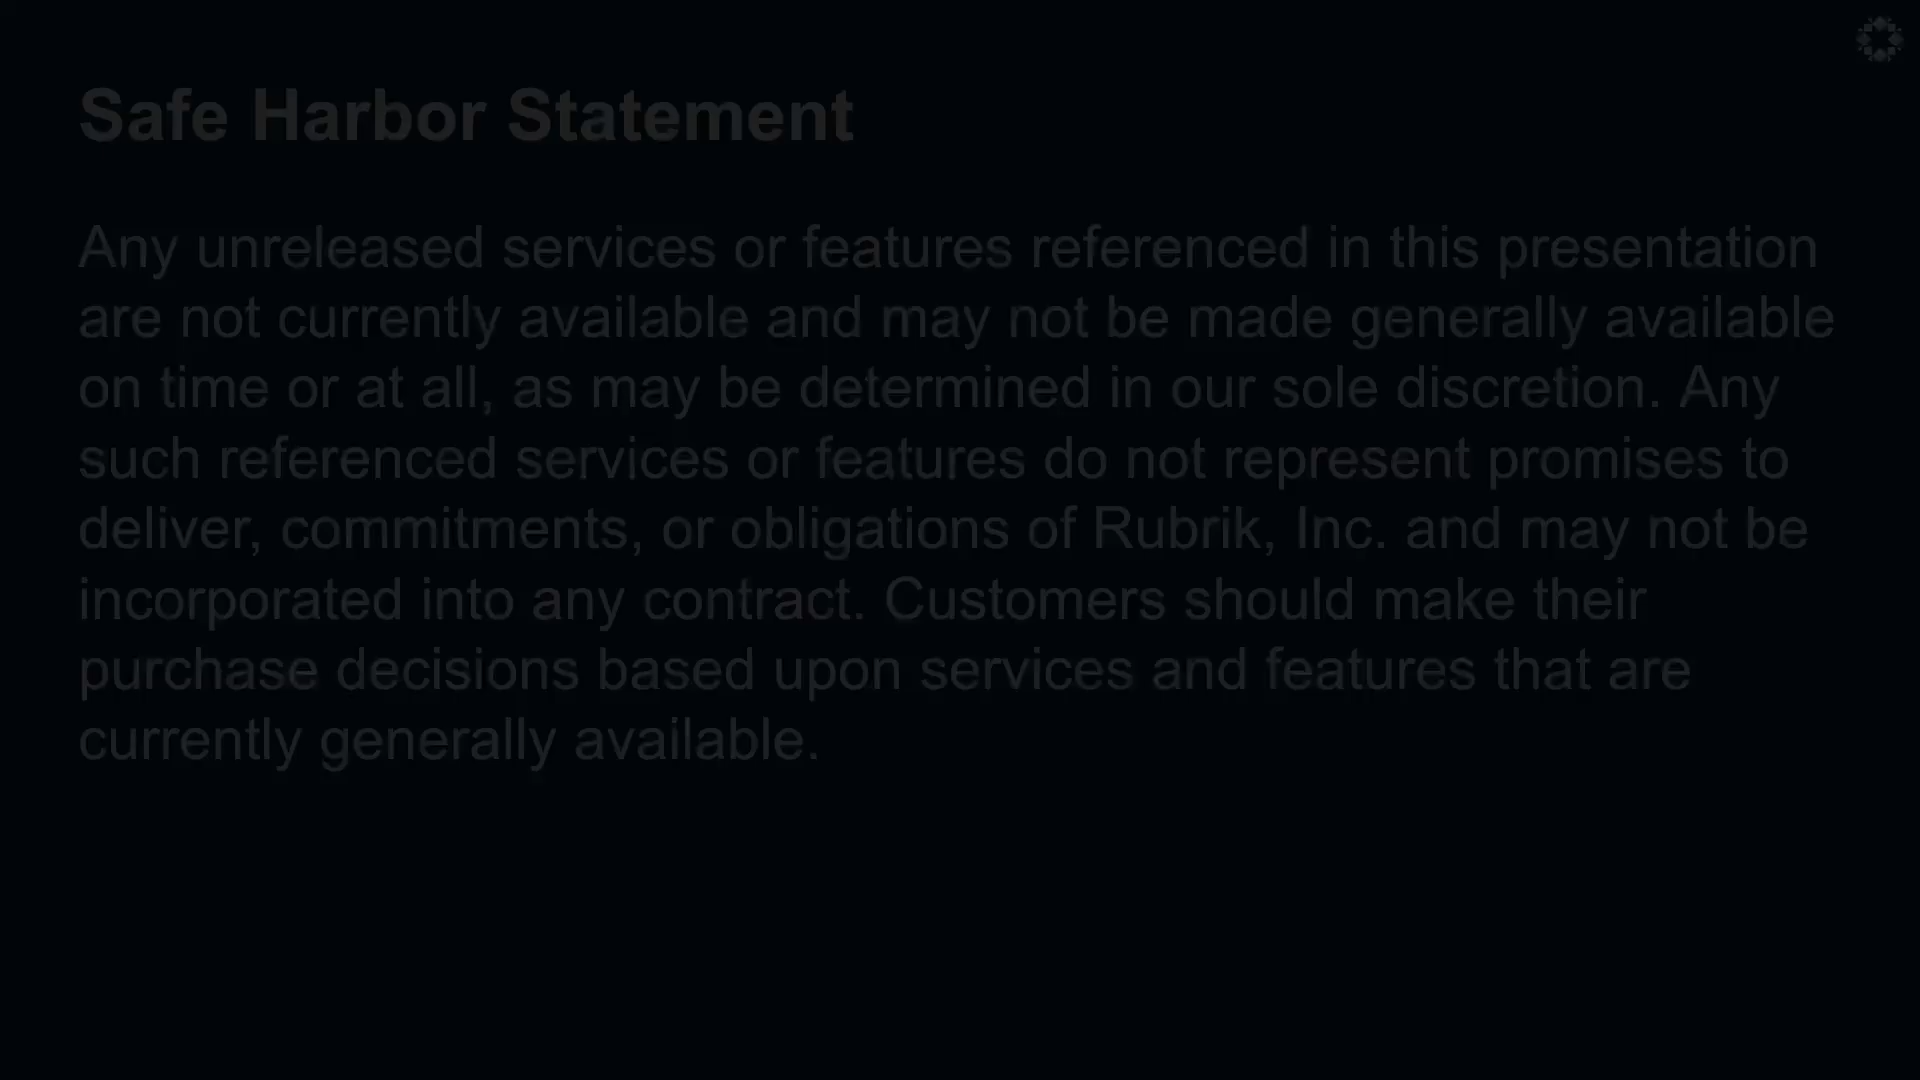 Safe Harbor Statement
Any unreleased services or features referenced in this presentation
are not currently available and may not be made generally available
on time or at all, as may be determined in our sole discretion. Any
such referenced services or features do not represent promises to
deliver, commitments, or obligations of Rubrik, Inc. and may not be
incorporated into any contract. Customers should make their
purchase decisions based upon services and features that are
currently generally available.